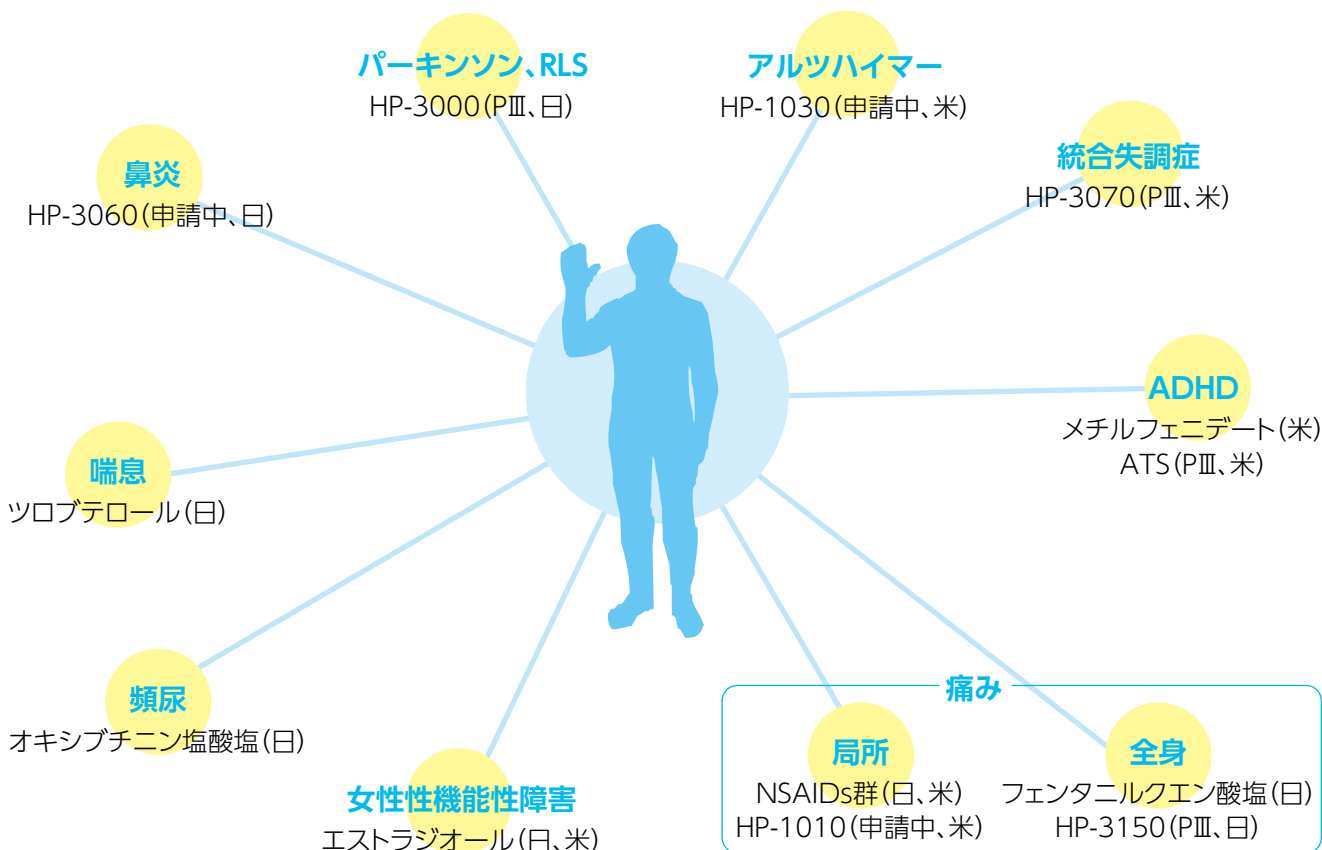 パーキンソン、RLS
HP-3000(PⅢ、日)
アルツハイマー
HP-1030(申請中、米)
統合失調症
HP-3070(PⅢ、米)
鼻炎
HP-3060(申請中、日)
ADHD
メチルフェニデート(米)
ATS(PⅢ、米)
喘息
ツロブテロール(日)
頻尿
オキシブチニン塩酸塩(日)
女性性機能性障害
エストラジオール(日、米)
痛み
局所
NSAIDs群(日、米)
HP-1010(申請中、米)
全身
フェンタニルクエン酸塩(日)
HP-3150(PⅢ、日)